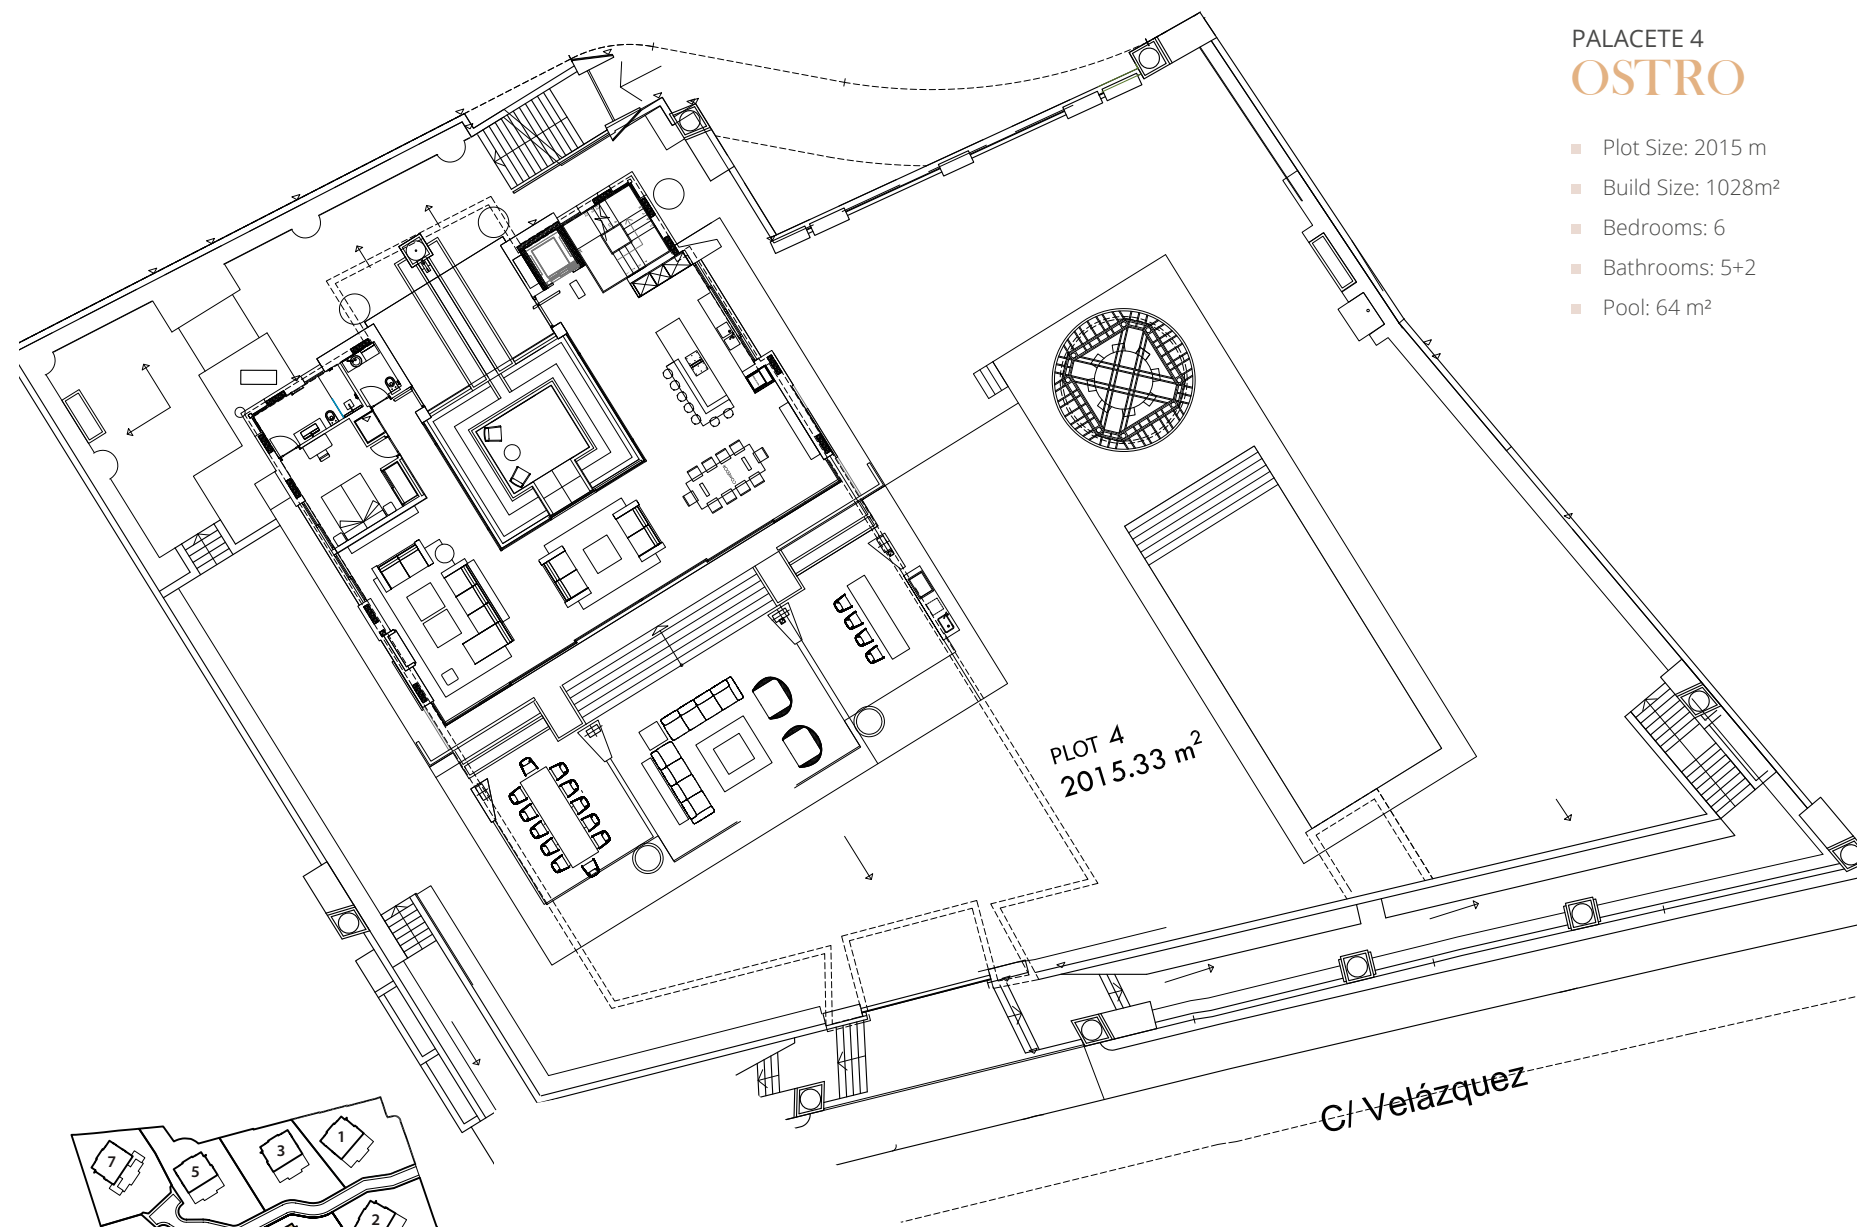 PALACETE 4
OSTRO
Plot Size: 2015 m
Build Size: 1028m²
Bedrooms: 6
Bathrooms: 5+2
Pool: 64 m²
PLOT 4
2015.33 m²
C/ Velázquez
7
5
3
1
2